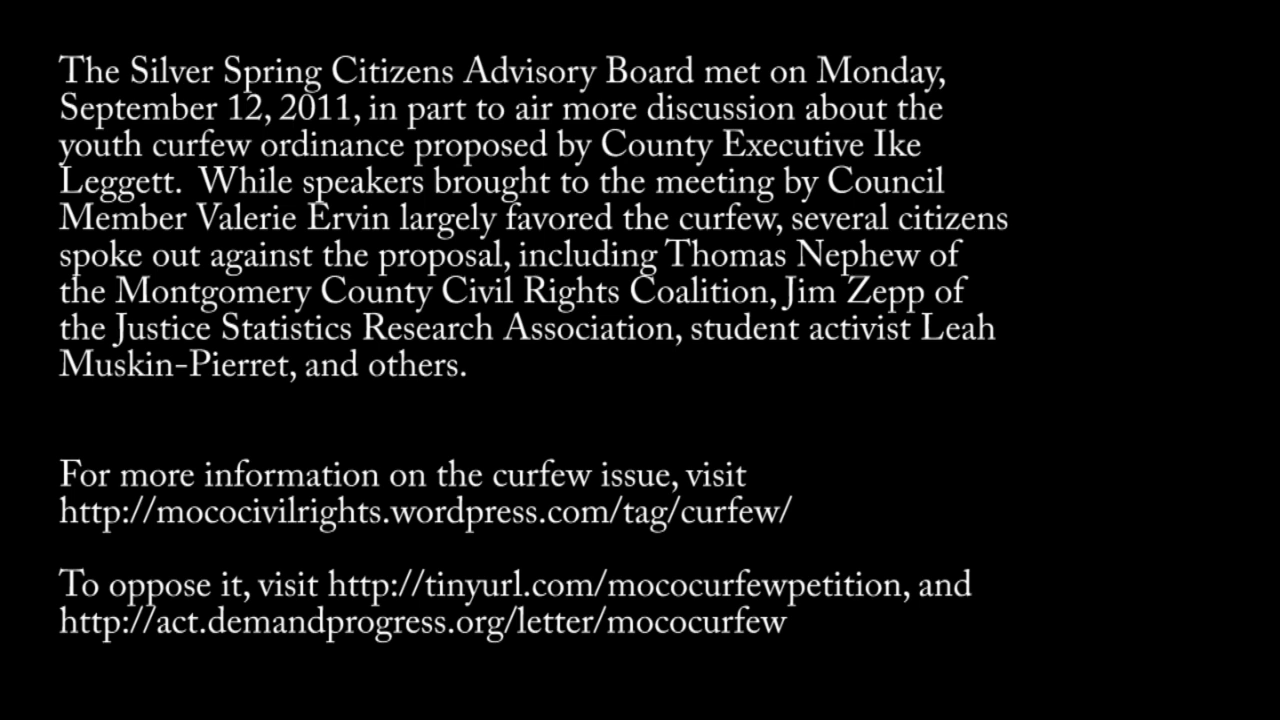 The Silver Spring Citizens Advisory Board met on Monday,
September 12, 2011, in part to air more discussion about the
youth curfew ordinance proposed by County Executive Ike
Leggett.  While speakers brought to the meeting by Council
Member Valerie Ervin largely favored the curfew, several citizens
spoke out against the proposal, including Thomas Nephew of
the Montgomery County Civil Rights Coalition, Jim Zepp of
the Justice Statistics Research Association, student activist Leah
Muskin-Pierret, and others.
For more information on the curfew issue, visit
http://mococivilrights.wordpress.com/tag/curfew/
To oppose it, visit http://tinyurl.com/mococurfewpetition, and
http://act.demandprogress.org/letter/mococurfew